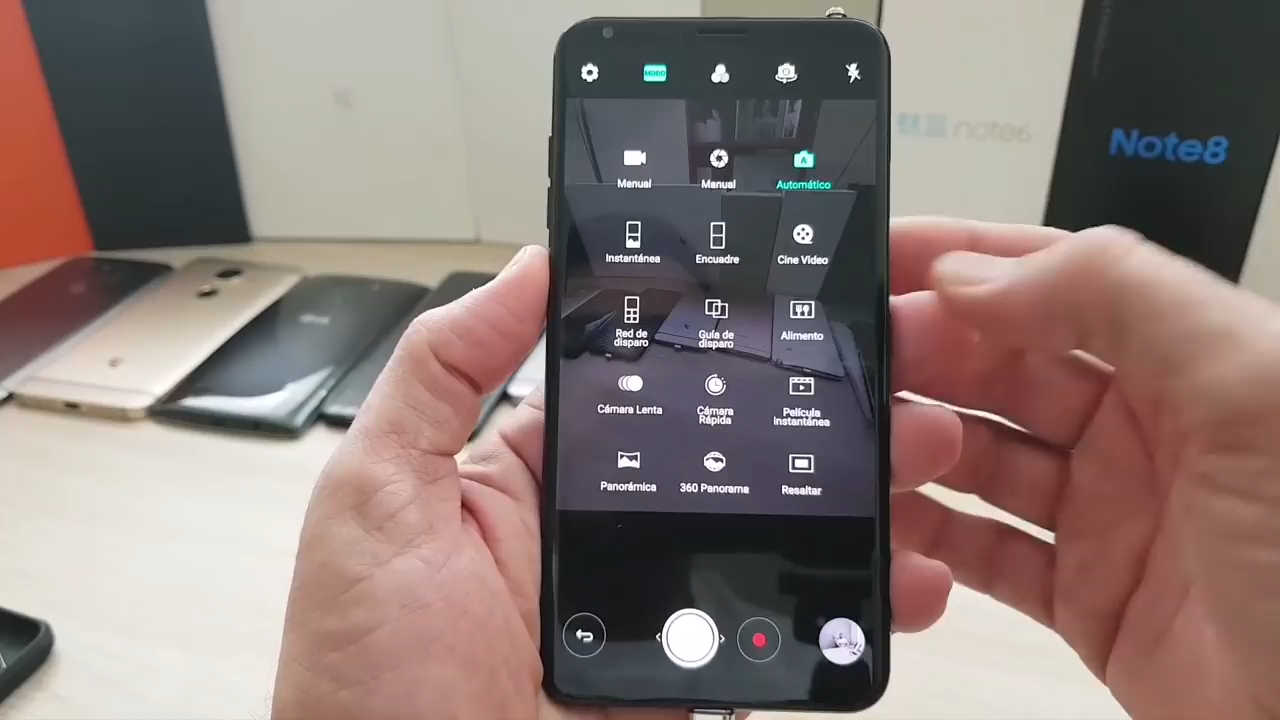 MODO
Manual
Manual
Automático
Instantánea
Encuadre
Cine Video
Red de
disparo
Guía de
disparo
Alimento
Cámara Lenta
Cámara
Rápida
Película
instantánea
Panorámica
360 Panorama
Resaltar
note6
Note8